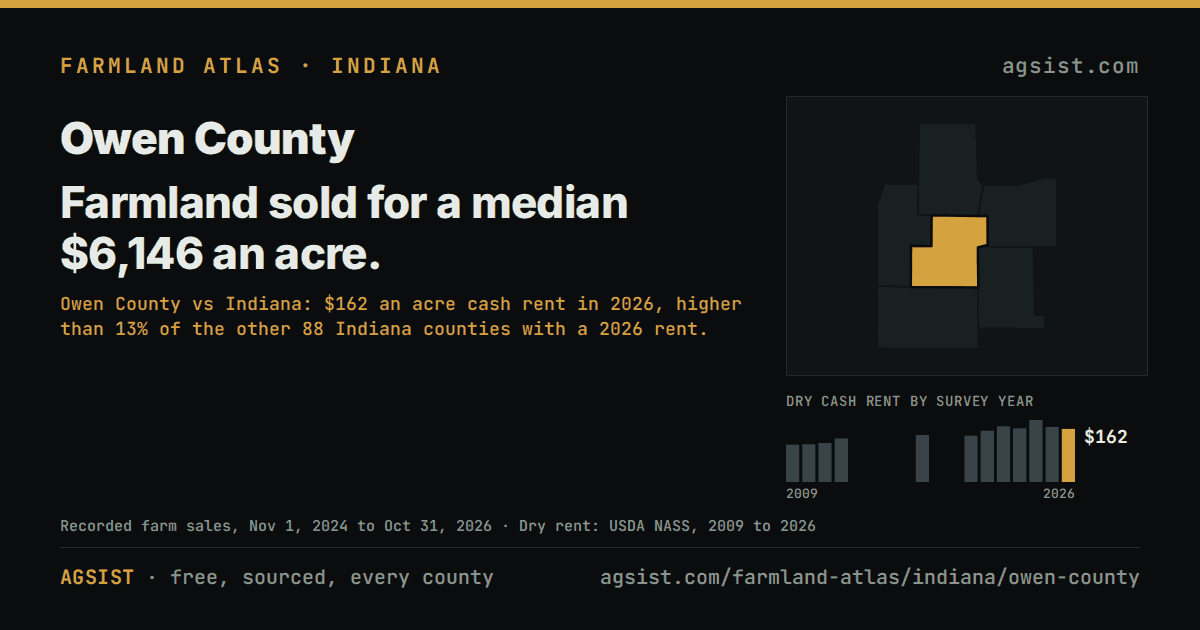 FARMLAND ATLAS · INDIANA
agsist.com
Owen County
Farmland sold for a median
$6,146 an acre.
Owen County vs Indiana: $162 an acre cash rent in 2026, higher
than 13% of the other 88 Indiana counties with a 2026 rent.
DRY CASH RENT BY SURVEY YEAR
$162
2009 2026
Recorded farm sales, Nov 1, 2024 to Oct 31, 2026 · Dry rent: USDA NASS, 2009 to 2026
AGSIST · free, sourced, every county
agsist.com/farmland-atlas/indiana/owen-county